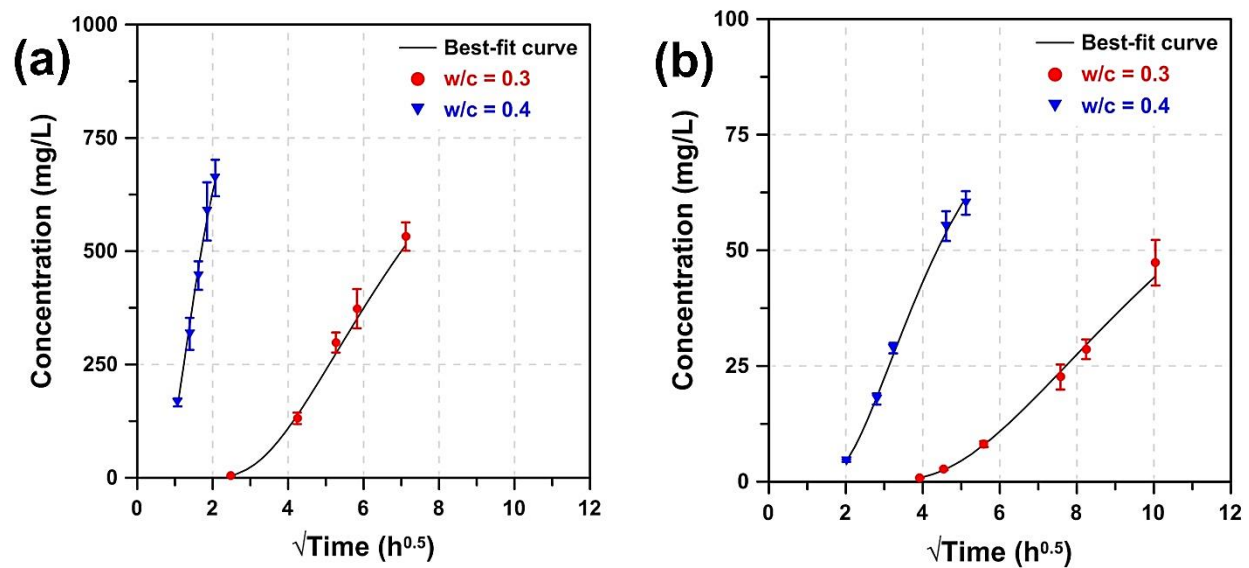 (a)
Concentration (mg/L)
1000
750
500
250
0
Best-fit curve
w/c = 0.3
w/c = 0.4
0 2 4 6 8 10 12
√Time (h⁰·⁵)
(b)
Concentration (mg/L)
100
75
50
25
0
Best-fit curve
w/c = 0.3
w/c = 0.4
0 2 4 6 8 10 12
√Time (h⁰·⁵)